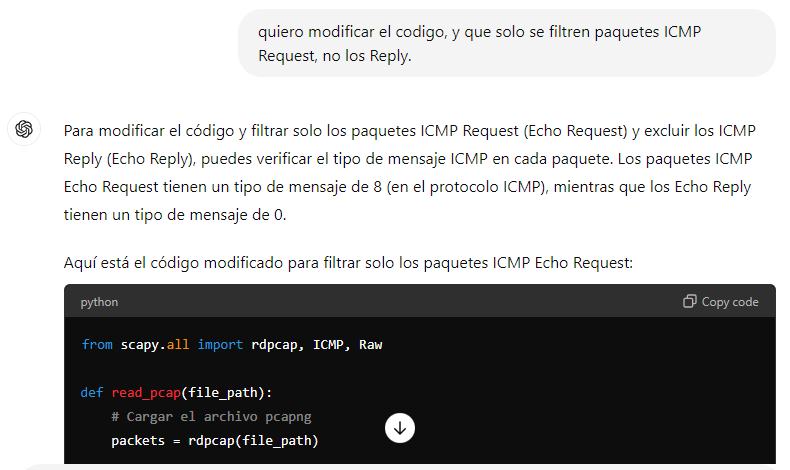 quiero modificar el codigo, y que solo se filtren paquetes ICMP
Request, no los Reply.
Para modificar el código y filtrar solo los paquetes ICMP Request (Echo Request) y excluir los ICMP
Reply (Echo Reply), puedes verificar el tipo de mensaje ICMP en cada paquete. Los paquetes ICMP
Echo Request tienen un tipo de mensaje de 8 (en el protocolo ICMP), mientras que los Echo Reply
tienen un tipo de mensaje de 0.
Aquí está el código modificado para filtrar solo los paquetes ICMP Echo Request:
python Copy code
from scapy.all import rdpcap, ICMP, Raw
def read_pcap(file_path):
# Cargar el archivo pcapng
packets = rdpcap(file_path)